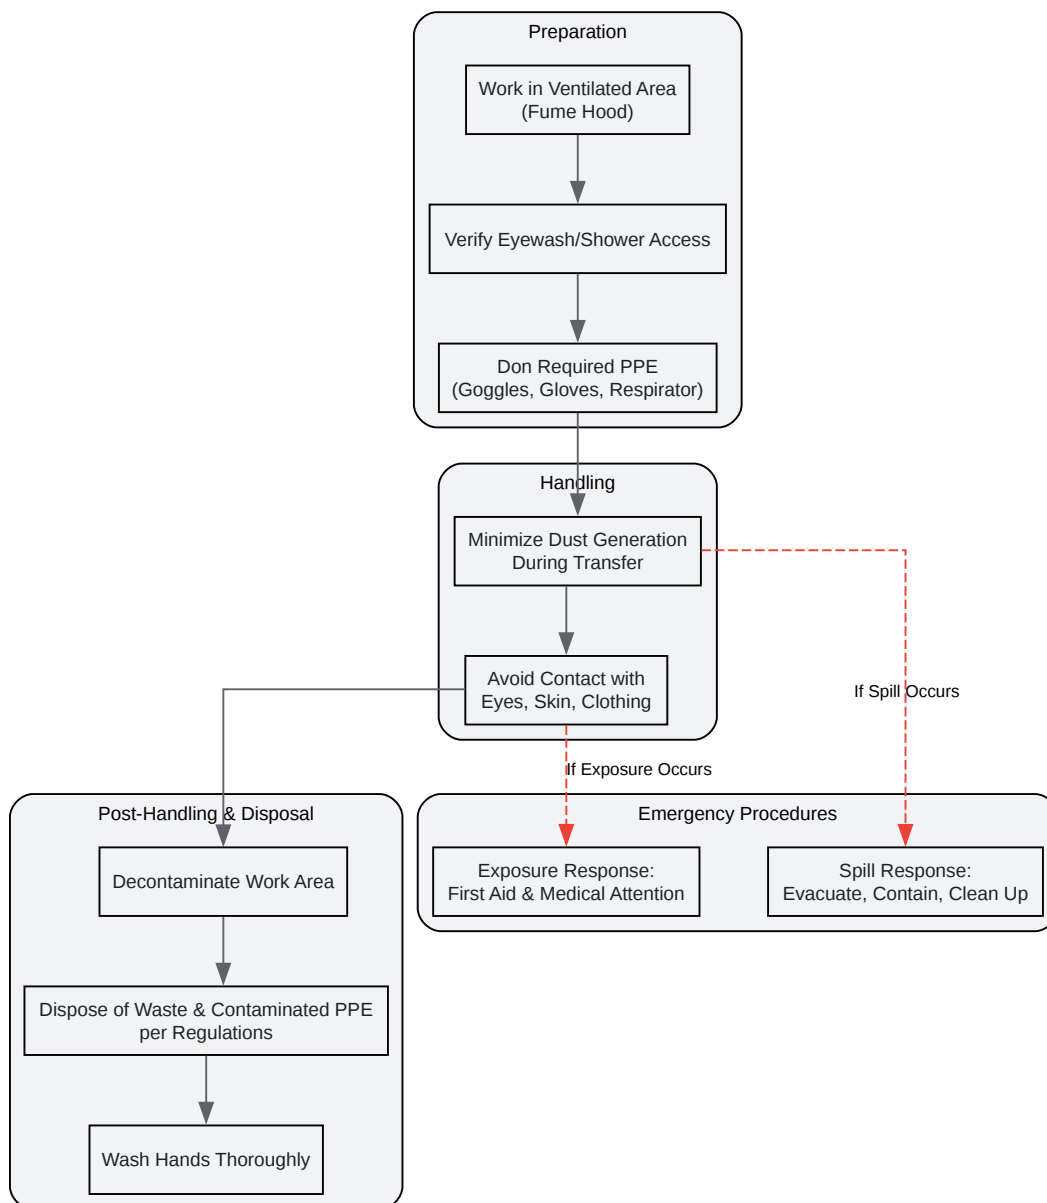 Preparation
Work in Ventilated Area
(Fume Hood)
Verify Eyewash/Shower Access
Don Required PPE
(Goggles, Gloves, Respirator)
Handling
Minimize Dust Generation
During Transfer
Avoid Contact with
Eyes, Skin, Clothing
If Spill Occurs
If Exposure Occurs
Post-Handling & Disposal
Decontaminate Work Area
Dispose of Waste & Contaminated PPE
per Regulations
Wash Hands Thoroughly
Emergency Procedures
Exposure Response:
First Aid & Medical Attention
Spill Response:
Evacuate, Contain, Clean Up